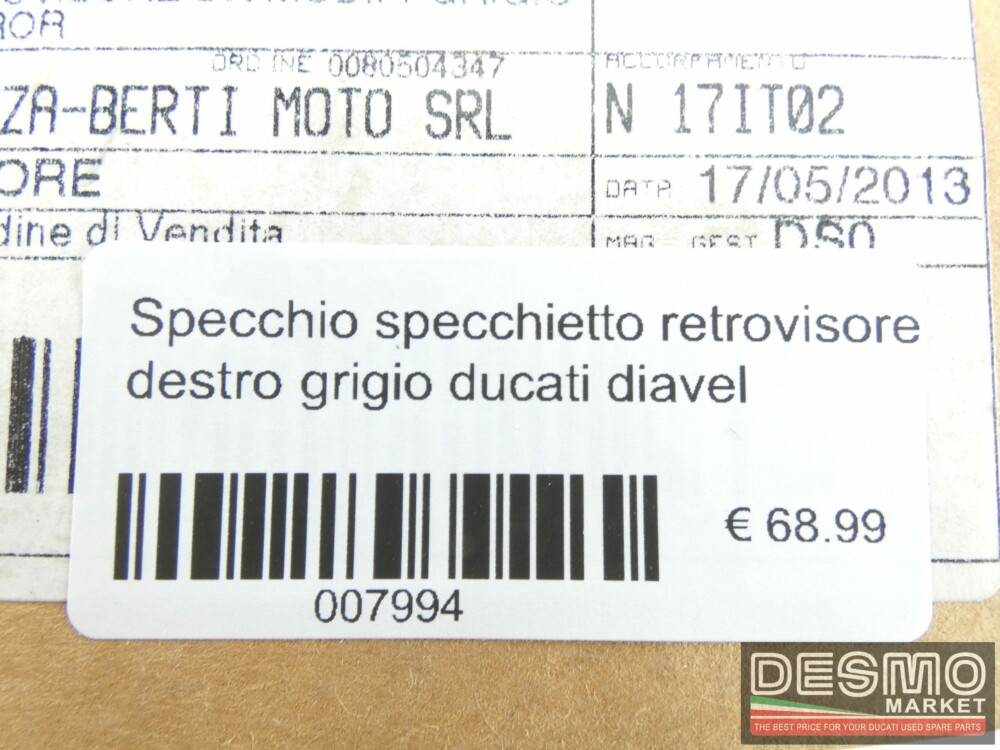 ROR
ORDINE 0080504347
ACCORPAMENTO
ZA-BERTI MOTO SRL
N 17IT02
ORE
DATA 17/05/2013
dine di Vendita
MAG. GEST DS0
Specchio specchietto retrovisore
destro grigio ducati diavel
€ 68.99
007994
DESMO
MARKET
THE BEST PRICE FOR YOUR DUCATI USED SPARE PARTS